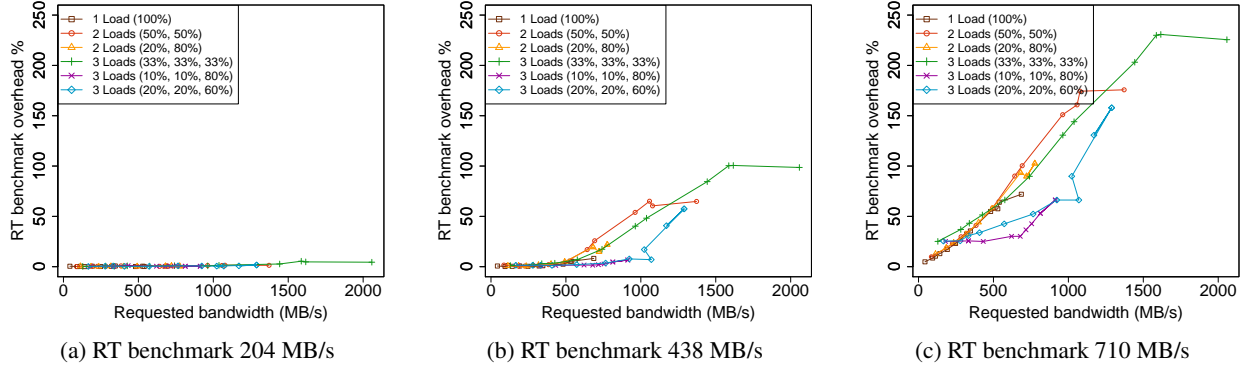 RT benchmark overhead %
0 50 100 150 200 250
1 Load (100%)
2 Loads (50%, 50%)
2 Loads (20%, 80%)
3 Loads (33%, 33%, 33%)
3 Loads (10%, 10%, 80%)
3 Loads (20%, 20%, 60%)
0 500 1000 1500 2000
Requested bandwidth (MB/s)
(a) RT benchmark 204 MB/s
RT benchmark overhead %
0 50 100 150 200 250
1 Load (100%)
2 Loads (50%, 50%)
2 Loads (20%, 80%)
3 Loads (33%, 33%, 33%)
3 Loads (10%, 10%, 80%)
3 Loads (20%, 20%, 60%)
0 500 1000 1500 2000
Requested bandwidth (MB/s)
(b) RT benchmark 438 MB/s
RT benchmark overhead %
0 50 100 150 200 250
1 Load (100%)
2 Loads (50%, 50%)
2 Loads (20%, 80%)
3 Loads (33%, 33%, 33%)
3 Loads (10%, 10%, 80%)
3 Loads (20%, 20%, 60%)
0 500 1000 1500 2000
Requested bandwidth (MB/s)
(c) RT benchmark 710 MB/s